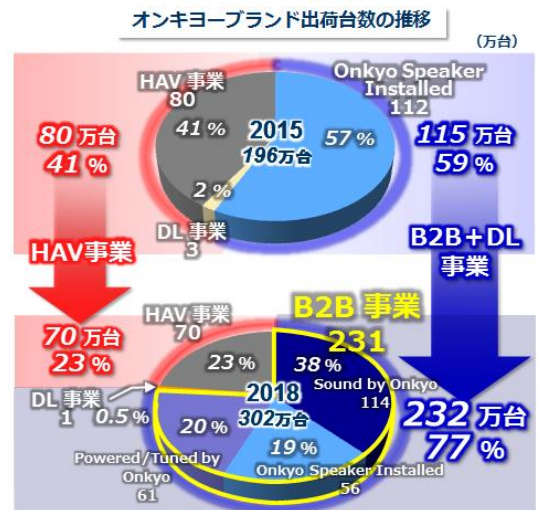 オンキヨーブランド出荷台数の推移
(万台)
HAV 事業
80
41 %
Onkyo Speaker
Installed
112
57 %
2015
196万台
2 %
DL 事業
3
80 万台
41 %
115 万台
59 %
HAV事業
B2B+DL
事業
70 万台
23 %
HAV 事業
70
23 %
B2B 事業
231
38 %
Sound by Onkyo
114
2018
302万台
DL 事業
1
0.5 %
20 %
Powered/Tuned by
Onkyo
61
19 %
Onkyo Speaker Installed
56
232 万台
77 %